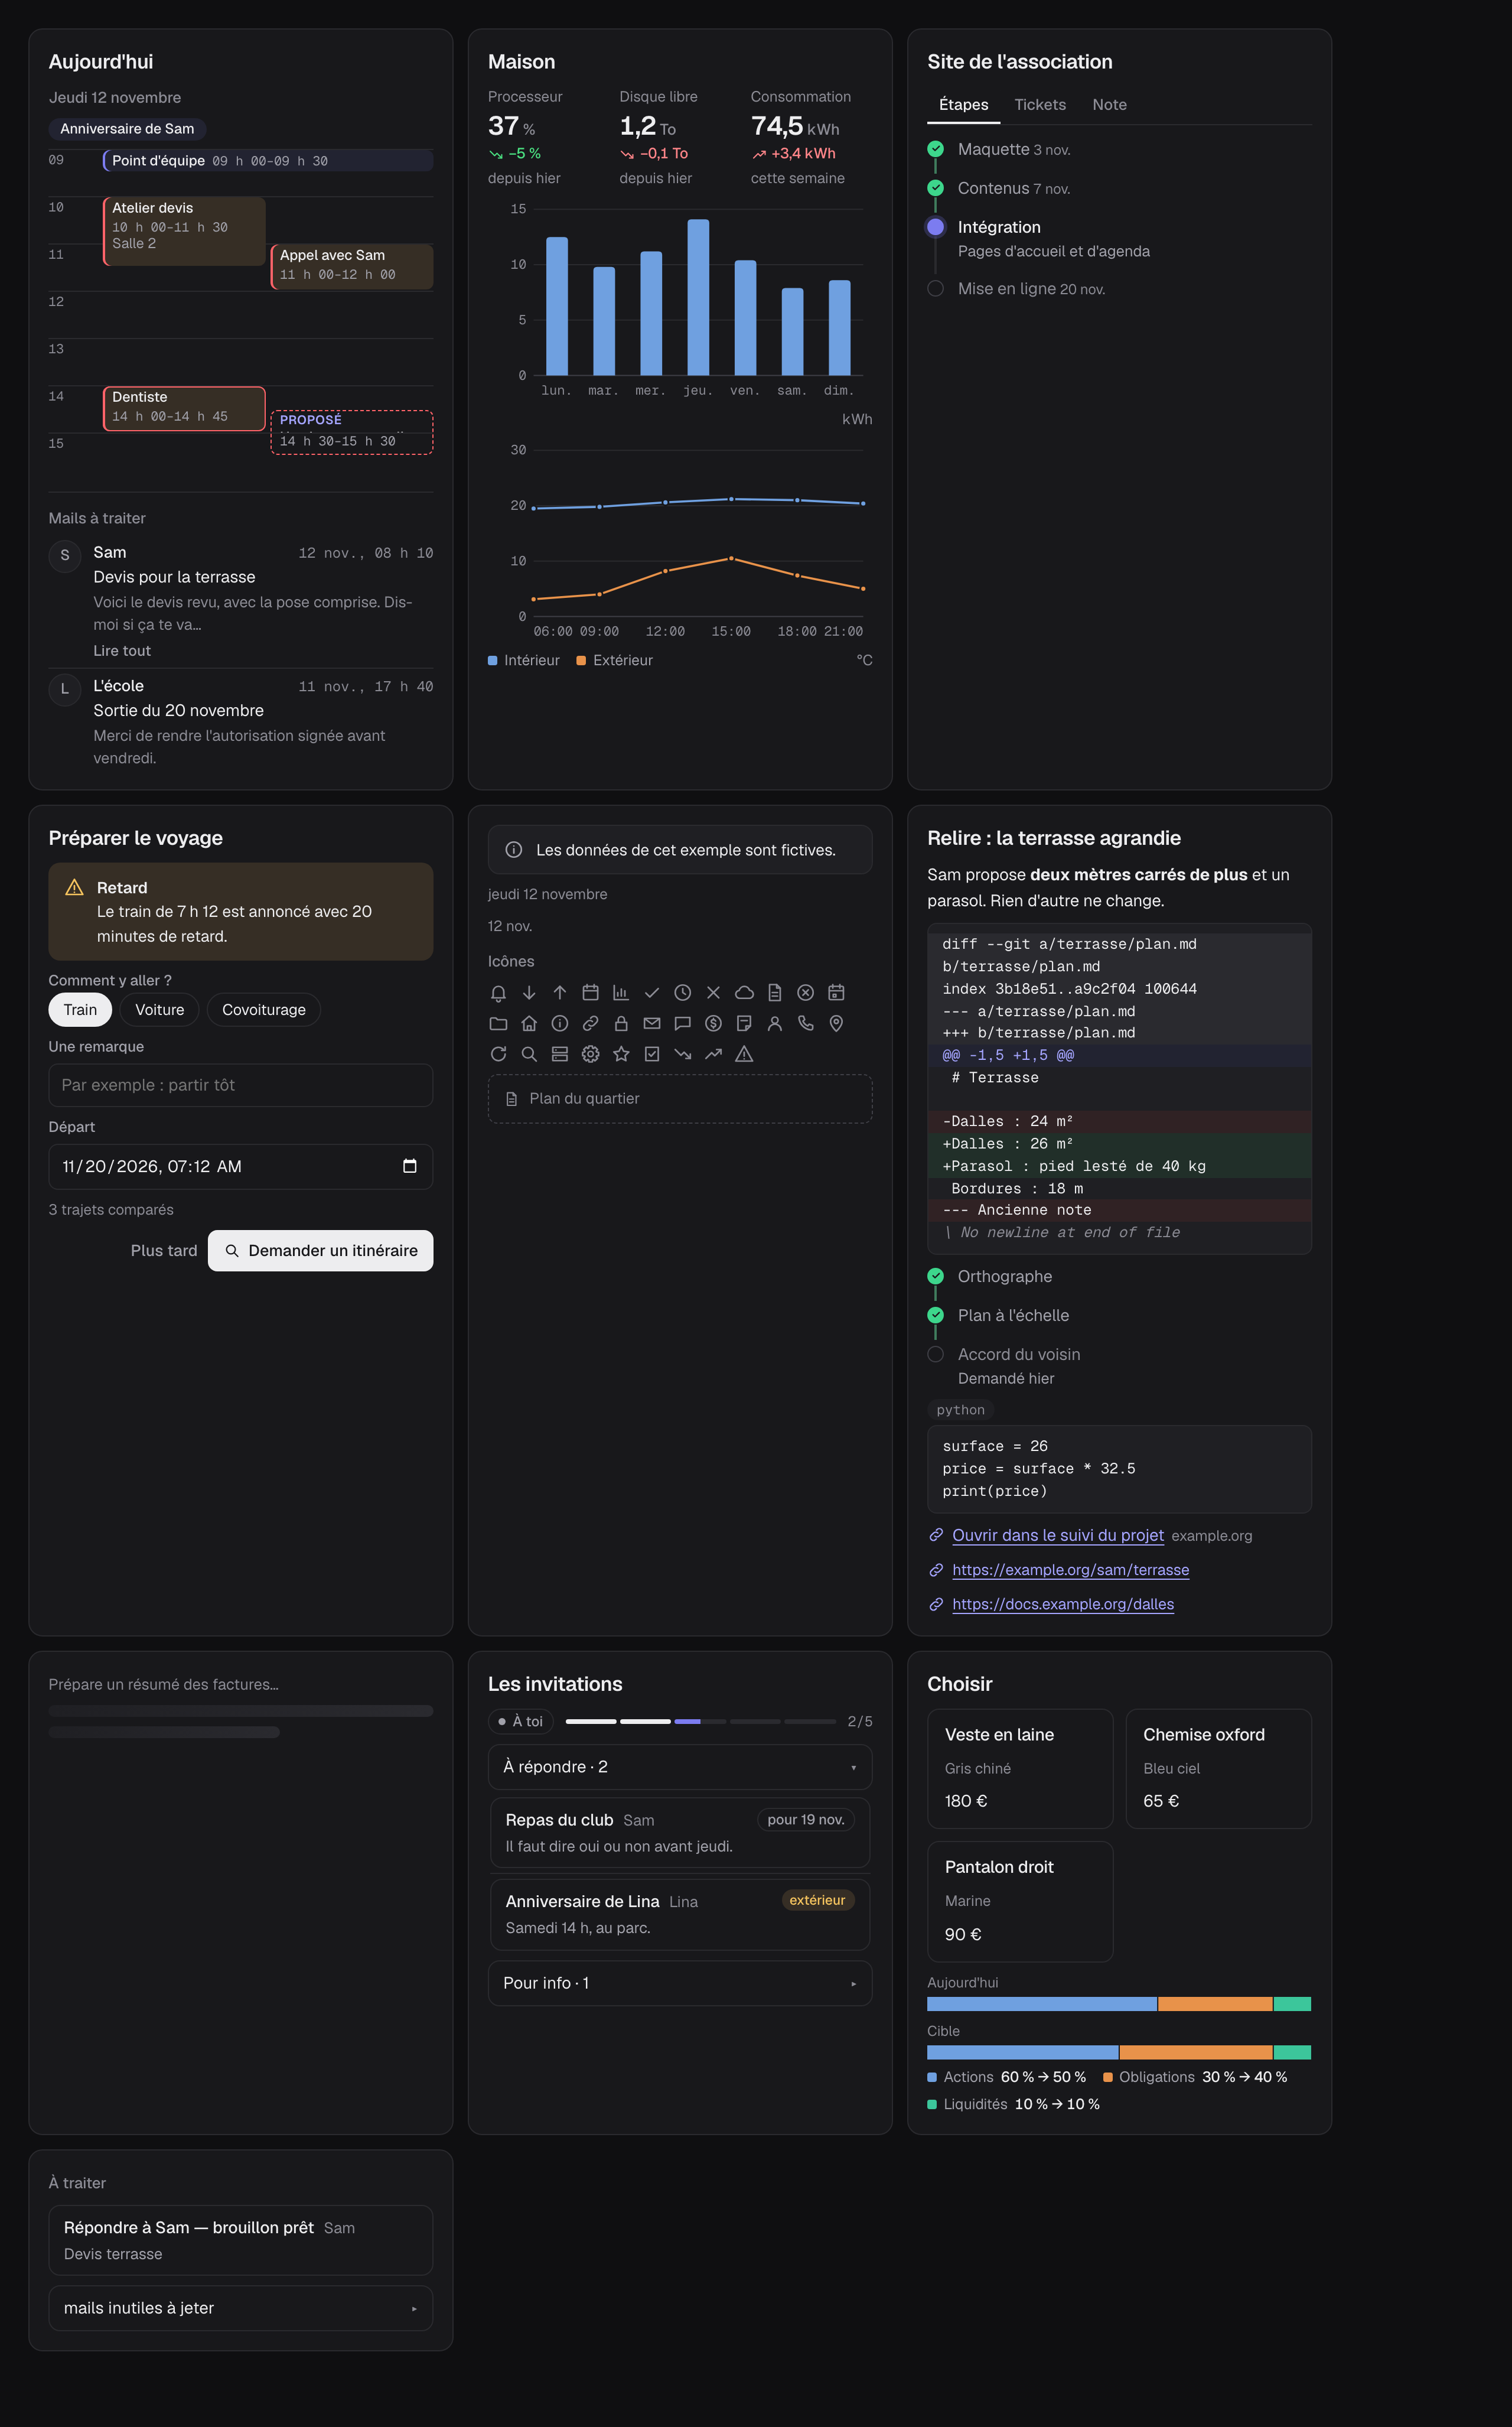 Aujourd'hui
Jeudi 12 novembre
Anniversaire de Sam
09
Point d'équipe 09 h 00–09 h 30
10
Atelier devis
10 h 00–11 h 30
Salle 2
11
Appel avec Sam
11 h 00–12 h 00
12
13
14
Dentiste
14 h 00–14 h 45
PROPOSÉ
14 h 30–15 h 30
15
Mails à traiter
S
Sam
12 nov., 08 h 10
Devis pour la terrasse
Voici le devis revu, avec la pose comprise. Dis-
moi si ça te va…
Lire tout
L
L'école
11 nov., 17 h 40
Sortie du 20 novembre
Merci de rendre l'autorisation signée avant
vendredi.
Maison
Processeur
37 %
−5 %
depuis hier
Disque libre
1,2 To
−0,1 To
depuis hier
Consommation
74,5 kWh
+3,4 kWh
cette semaine
15
10
5
0
lun. mar. mer. jeu. ven. sam. dim.
kWh
30
20
10
0
06:00 09:00 12:00 15:00 18:00 21:00
Intérieur Extérieur °C
Site de l'association
Étapes Tickets Note
Maquette 3 nov.
Contenus 7 nov.
Intégration
Pages d'accueil et d'agenda
Mise en ligne 20 nov.
Préparer le voyage
Retard
Le train de 7 h 12 est annoncé avec 20
minutes de retard.
Comment y aller ?
Train Voiture Covoiturage
Une remarque
Par exemple : partir tôt
Départ
11/20/2026, 07:12 AM
3 trajets comparés
Plus tard Demander un itinéraire
Les données de cet exemple sont fictives.
jeudi 12 novembre
12 nov.
Icônes
Plan du quartier
Relire : la terrasse agrandie
Sam propose deux mètres carrés de plus et un
parasol. Rien d'autre ne change.
diff --git a/terrasse/plan.md
b/terrasse/plan.md
index 3b18e51..a9c2f04 100644
--- a/terrasse/plan.md
+++ b/terrasse/plan.md
@@ -1,5 +1,5 @@
# Terrasse
-Dalles : 24 m²
+Dalles : 26 m²
+Parasol : pied lesté de 40 kg
Bordures : 18 m
--- Ancienne note
\ No newline at end of file
Orthographe
Plan à l'échelle
Accord du voisin
Demandé hier
python
surface = 26
price = surface * 32.5
print(price)
Ouvrir dans le suivi du projet example.org
https://example.org/sam/terrasse
https://docs.example.org/dalles
Prépare un résumé des factures…
Les invitations
À toi 2/5
À répondre · 2
Repas du club Sam pour 19 nov.
Il faut dire oui ou non avant jeudi.
Anniversaire de Lina Lina extérieur
Samedi 14 h, au parc.
Pour info · 1
Choisir
Veste en laine
Gris chiné
180 €
Chemise oxford
Bleu ciel
65 €
Pantalon droit
Marine
90 €
Aujourd'hui
Cible
Actions 60 % → 50 % Obligations 30 % → 40 %
Liquidités 10 % → 10 %
À traiter
Répondre à Sam — brouillon prêt Sam
Devis terrasse
mails inutiles à jeter